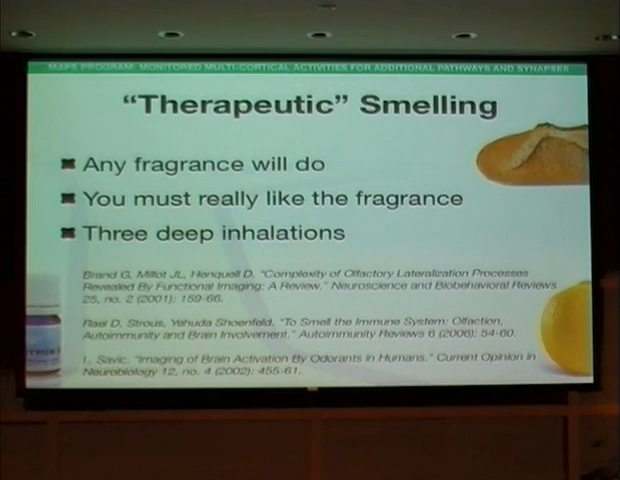 MAPS PROGRAM: MONITORED MULTI-CORTICAL ACTIVITIES FOR ADDITIONAL PATHWAYS AND SYNAPSES
“Therapeutic” Smelling
Any fragrance will do
You must really like the fragrance
Three deep inhalations
Brand G, Millot JL, Henquell D. "Complexity of Olfactory Lateralization Processes
Revealed By Functional Imaging: A Review." Neuroscience and Biobehavioral Reviews
25, no. 2 (2001): 159-66.
Rael D. Strous, Yehuda Shoenfeld. "To Smell the Immune System: Olfaction,
Autoimmunity and Brain Involvement." Autoimmunity Reviews 6 (2006): 54-60.
I. Savic. "Imaging of Brain Activation By Odorants in Humans." Current Opinion in
Neurobiology 12, no. 4 (2002): 455-61.